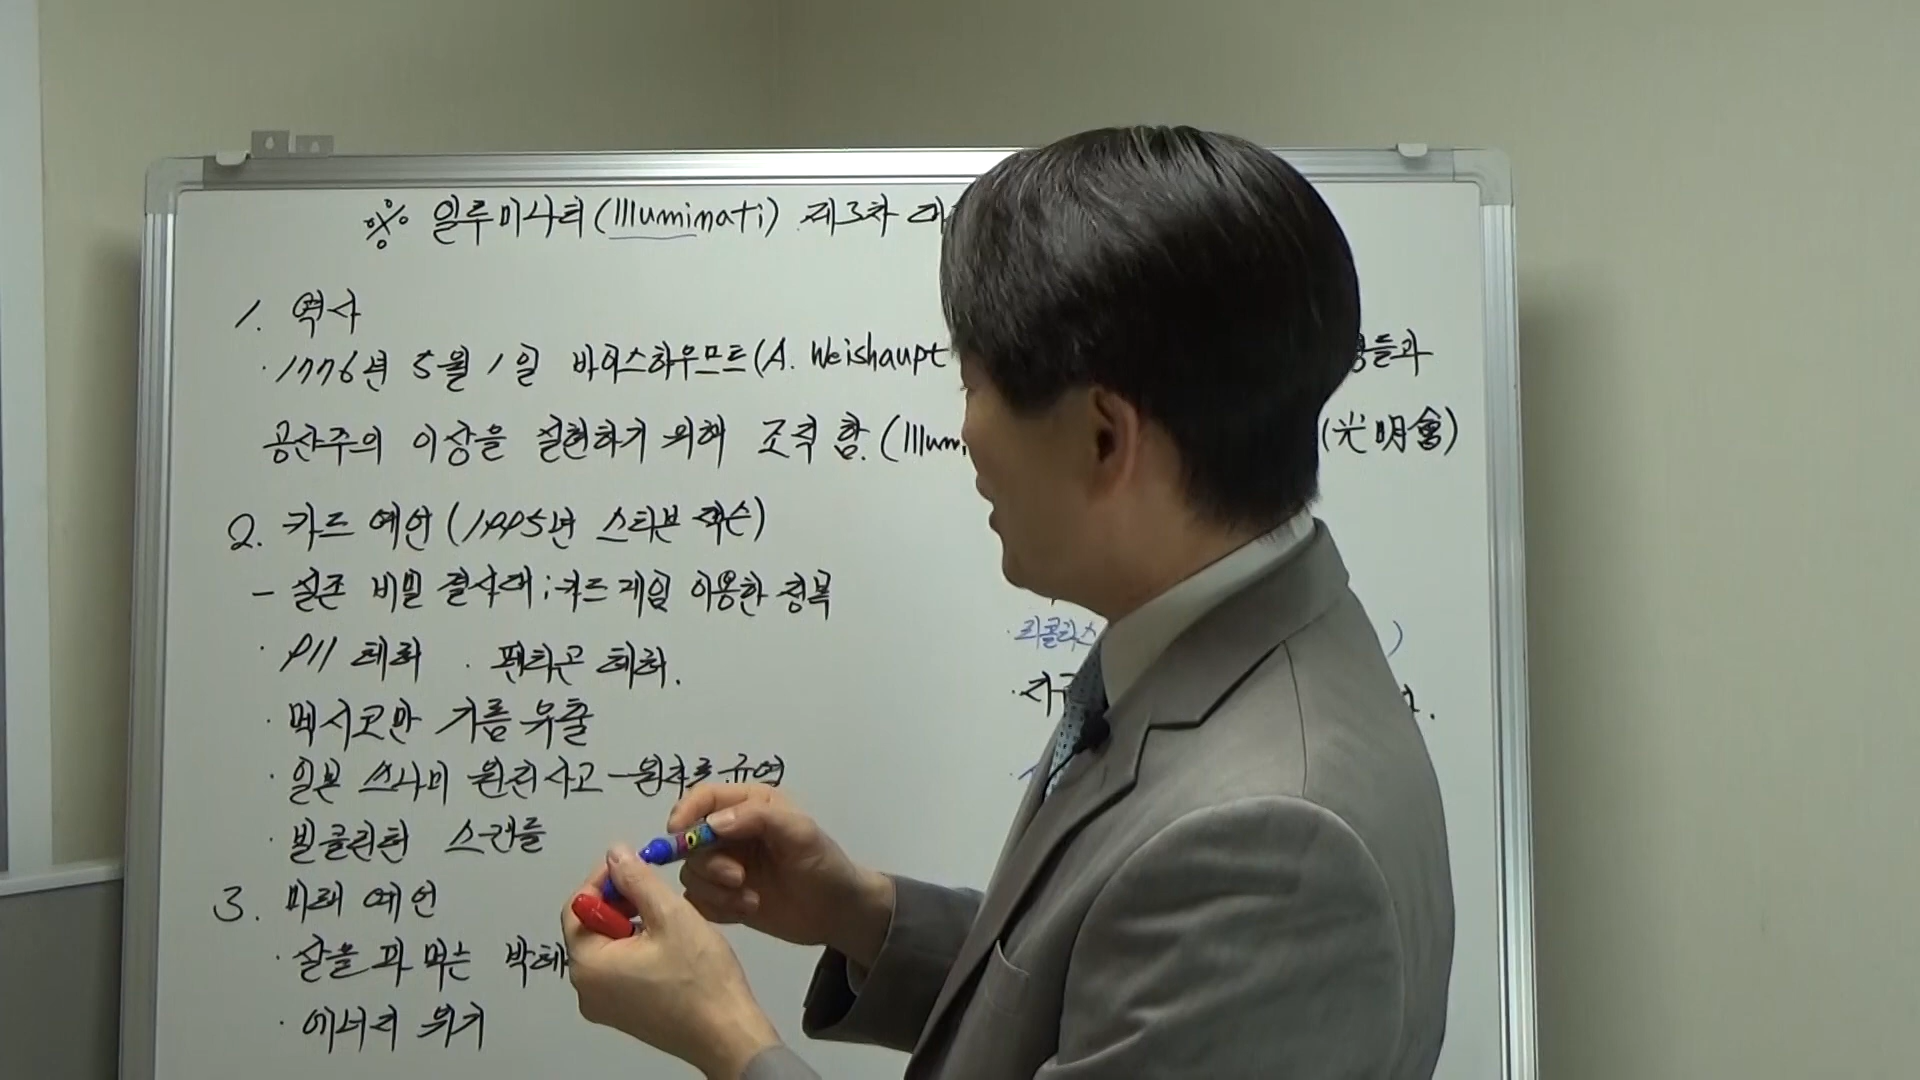 ※ 일루미나티(Illuminati) 제3차 대
1. 역사
· 1776년 5월 1일 바이스하우프트(A. Weishaupt 들과
공산주의 이상을 실현하기 위해 조직 함.(Illumi (光明會)
2. 카드 예언(1995년 스티브 잭슨)
- 실존 비밀 결사대; 카드 게임 이용한 정복
· 911 테러 · 펜타곤 테러.
· 멕시코만 기름 유출
· 일본 쓰나미 원전사고 -
· 빌클린턴 스캔들
3. 미래 예언
· 살을 파 먹는 박테
· 에너지 위기